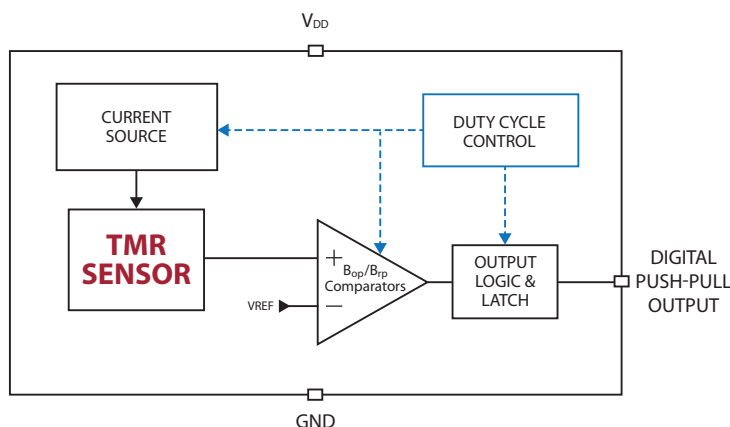 VDD
CURRENT
SOURCE
DUTY CYCLE
CONTROL
TMR
SENSOR
+
Bop/Brp
Comparators
VREF
−
OUTPUT
LOGIC &
LATCH
DIGITAL
PUSH-PULL
OUTPUT
GND